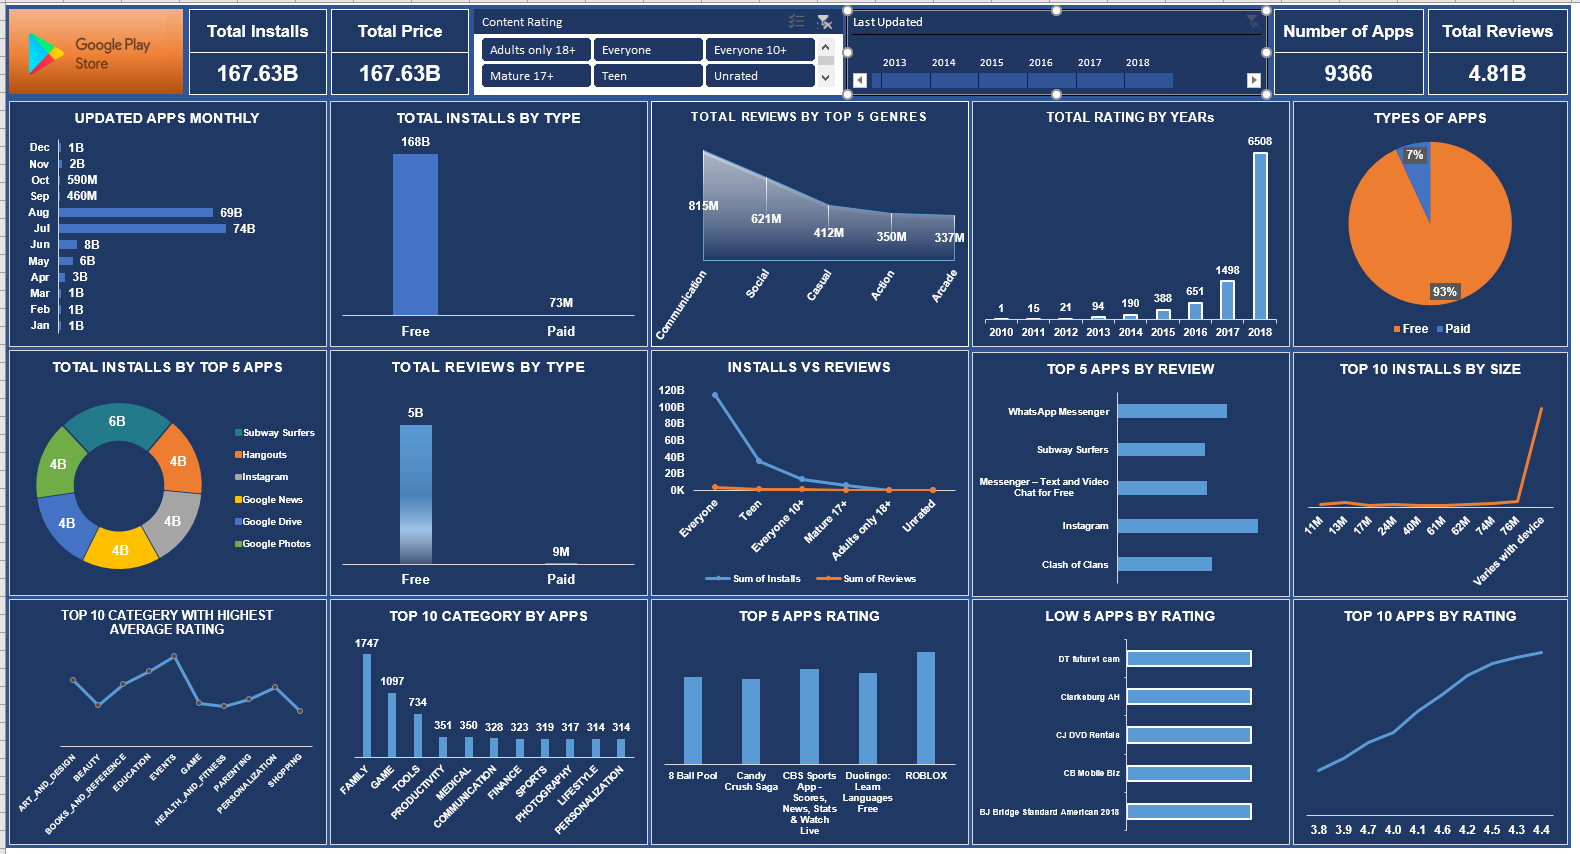 Google Play
Store
Total Installs
167.63B
Total Price
167.63B
Content Rating
Adults only 18+
Everyone
Everyone 10+
Mature 17+
Teen
Unrated
Last Updated
2013 2014 2015 2016 2017 2018
Number of Apps
9366
Total Reviews
4.81B
UPDATED APPS MONTHLY
Dec 1B
Nov 2B
Oct 590M
Sep 460M
Aug 69B
Jul 74B
Jun 8B
May 6B
Apr 3B
Mar 1B
Feb 1B
Jan 1B
TOTAL INSTALLS BY TYPE
168B
73M
Free Paid
TOTAL REVIEWS BY TOP 5 GENRES
815M
621M
412M
350M
337M
Communication
Social
Casual
Action
Arcade
TOTAL RATING BY YEARs
1 15 21 94 190 388 651 1498 6508
2010 2011 2012 2013 2014 2015 2016 2017 2018
TYPES OF APPS
7%
93%
Free Paid
TOTAL INSTALLS BY TOP 5 APPS
6B
4B
4B
4B
4B
4B
Subway Surfers
Hangouts
Instagram
Google News
Google Drive
Google Photos
TOTAL REVIEWS BY TYPE
5B
9M
Free Paid
INSTALLS VS REVIEWS
120B
100B
80B
60B
40B
20B
0K
Everyone
Teen
Everyone 10+
Mature 17+
Adults only 18+
Unrated
Sum of Installs Sum of Reviews
TOP 5 APPS BY REVIEW
WhatsApp Messenger
Subway Surfers
Messenger – Text and Video
Chat for Free
Instagram
Clash of Clans
TOP 10 INSTALLS BY SIZE
11M
13M
17M
24M
40M
61M
62M
74M
76M
Varies with device
TOP 10 CATEGERY WITH HIGHEST
AVERAGE RATING
ART_AND_DESIGN
BEAUTY
BOOKS_AND_REFERENCE
EDUCATION
EVENTS
GAME
HEALTH_AND_FITNESS
PARENTING
PERSONALIZATION
SHOPPING
TOP 10 CATEGORY BY APPS
1747
1097
734
351 350 328 323 319 317 314 314
FAMILY
GAME
TOOLS
PRODUCTIVITY
MEDICAL
COMMUNICATION
FINANCE
SPORTS
PHOTOGRAPHY
LIFESTYLE
PERSONALIZATION
TOP 5 APPS RATING
8 Ball Pool
Candy
Crush Saga
CBS Sports
App -
Scores,
News, Stats
& Watch
Live
Duolingo:
Learn
Languages
Free
ROBLOX
LOW 5 APPS BY RATING
DT future1 cam
Clarksburg AH
CJ DVD Rentals
CB Mobile Biz
BJ Bridge Standard American 2018
TOP 10 APPS BY RATING
3.8 3.9 4.7 4.0 4.1 4.6 4.2 4.5 4.3 4.4